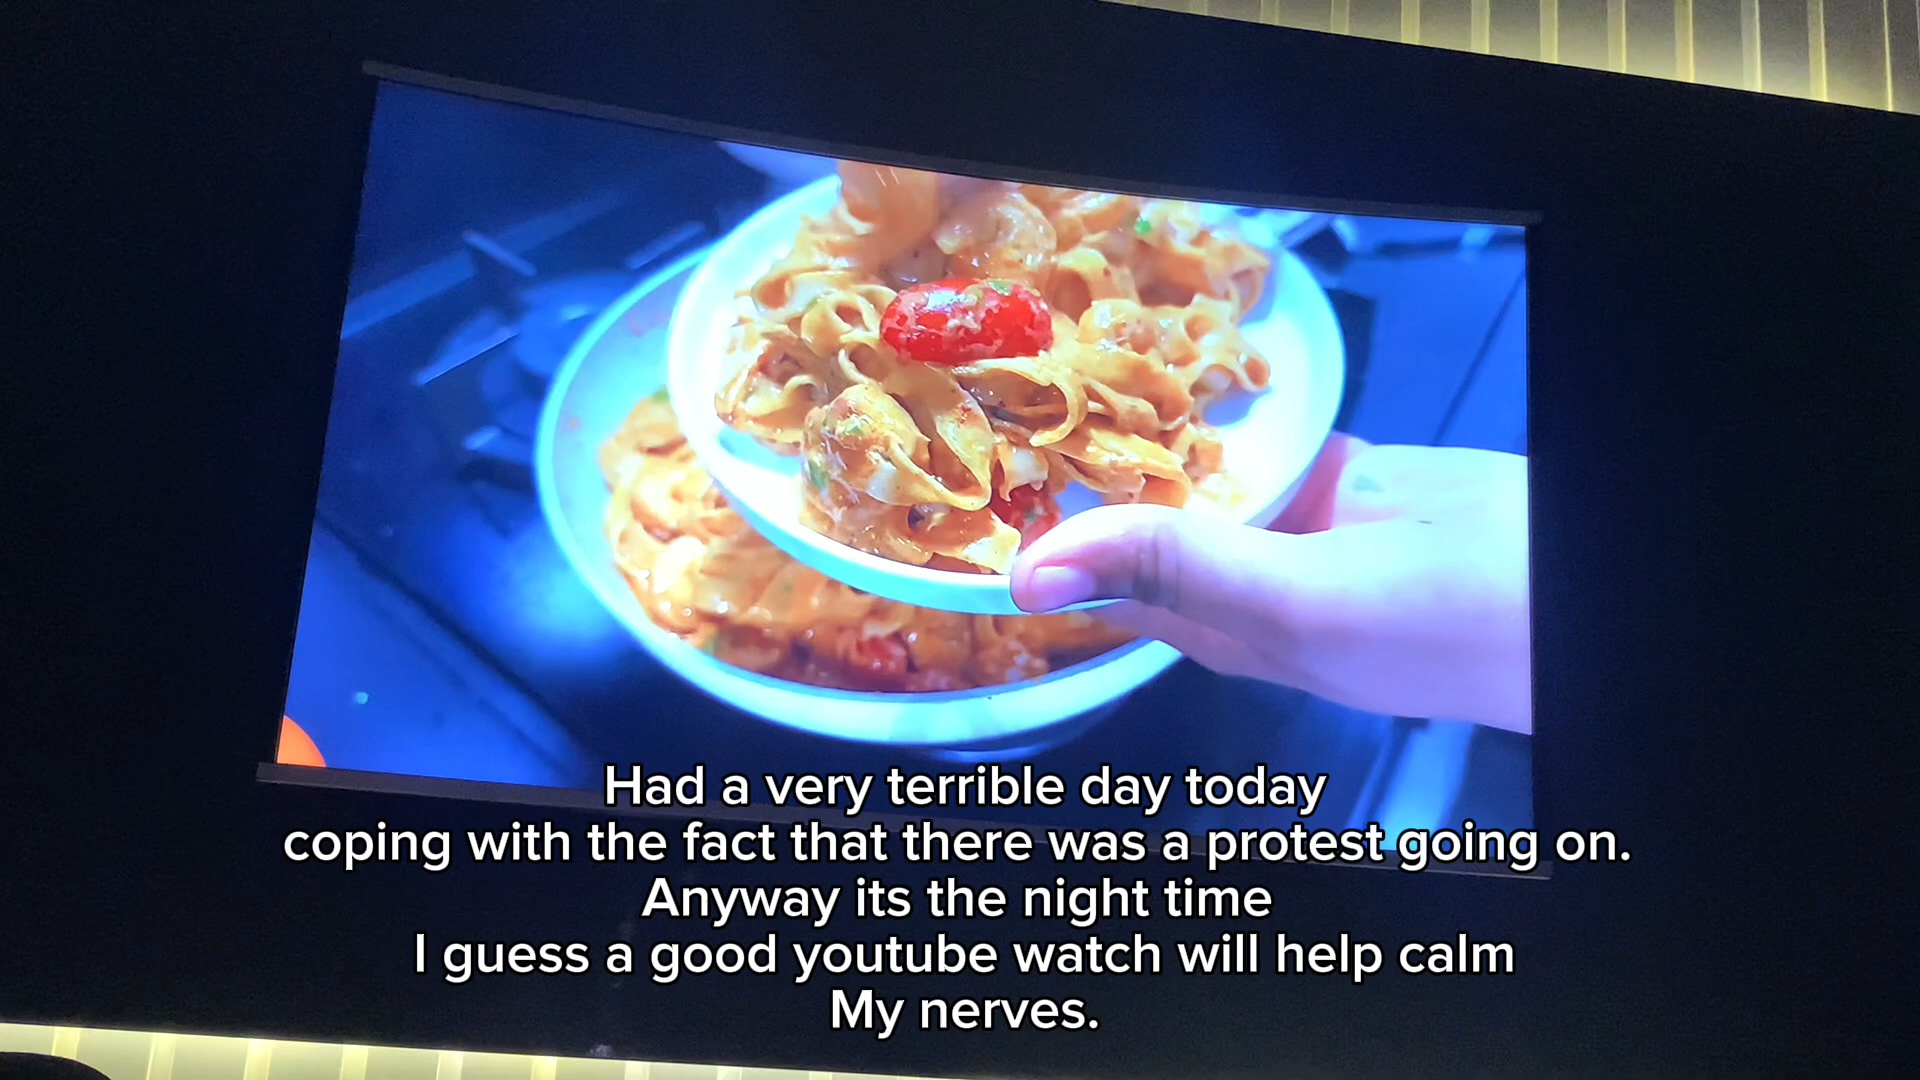 Had a very terrible day today
coping with the fact that there was a protest going on.
Anyway its the night time
I guess a good youtube watch will help calm
My nerves.